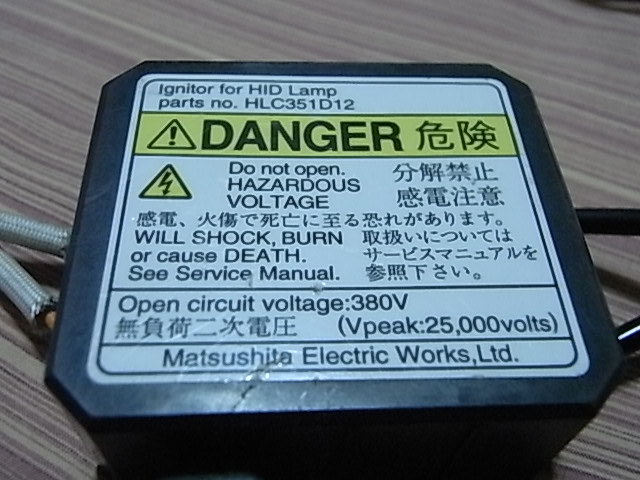 Ignitor for HID Lamp
parts no. HLC351D12
DANGER 危険
Do not open. 分解禁止
HAZARDOUS 感電注意
VOLTAGE
感電、火傷で死亡に至る恐れがあります。
WILL SHOCK, BURN 取扱いについては
or cause DEATH. サービスマニュアルを
See Service Manual. 参照下さい。
Open circuit voltage:380V
無負荷二次電圧 (Vpeak:25,000volts)
Matsushita Electric Works,Ltd.